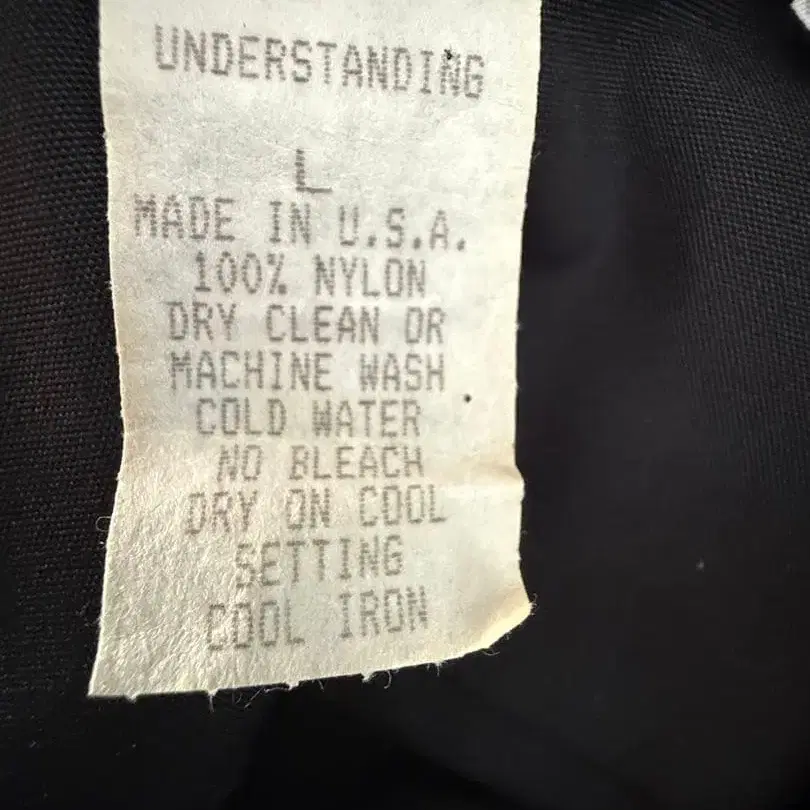 UNDERSTANDING
L
MADE IN U.S.A.
100% NYLON
DRY CLEAN OR
MACHINE WASH
COLD WATER
NO BLEACH
DRY ON COOL
SETTING
COOL IRON